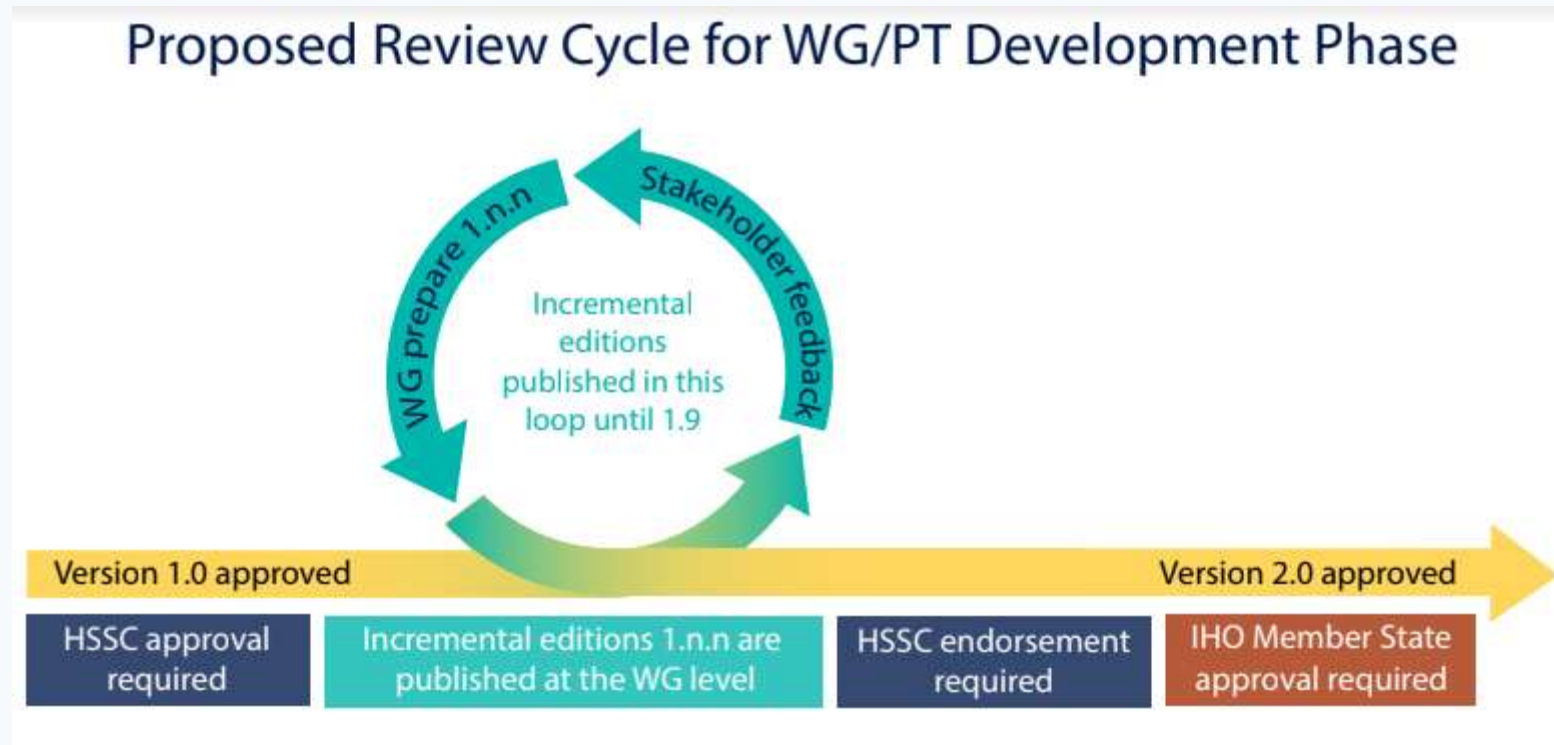 Proposed Review Cycle for WG/PT Development Phase
WG prepare 1.n.n
Stakeholder feedback
Incremental
editions
published in this
loop until 1.9
Version 1.0 approved
Version 2.0 approved
HSSC approval
required
Incremental editions 1.n.n are
published at the WG level
HSSC endorsement
required
IHO Member State
approval required